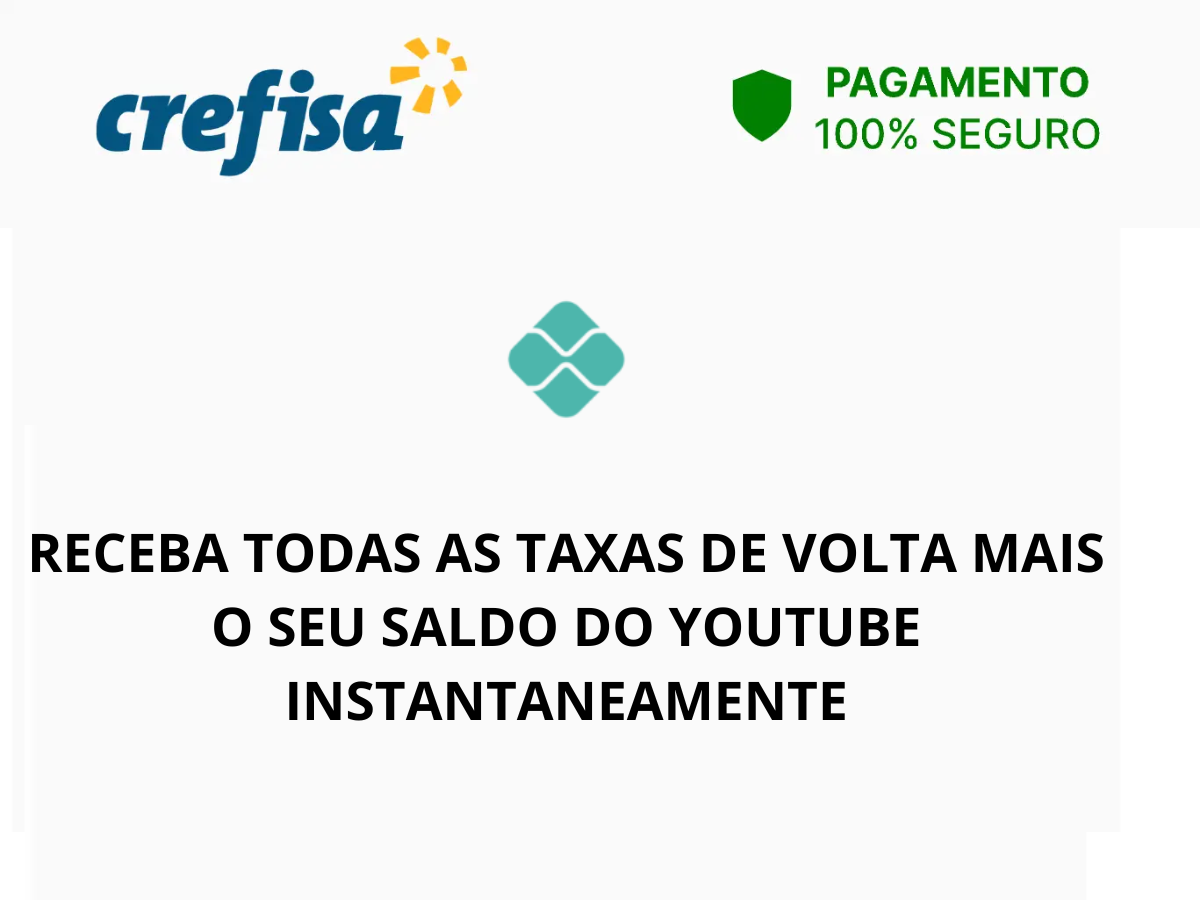 crefisa
PAGAMENTO
100% SEGURO
RECEBA TODAS AS TAXAS DE VOLTA MAIS
O SEU SALDO DO YOUTUBE
INSTANTANEAMENTE